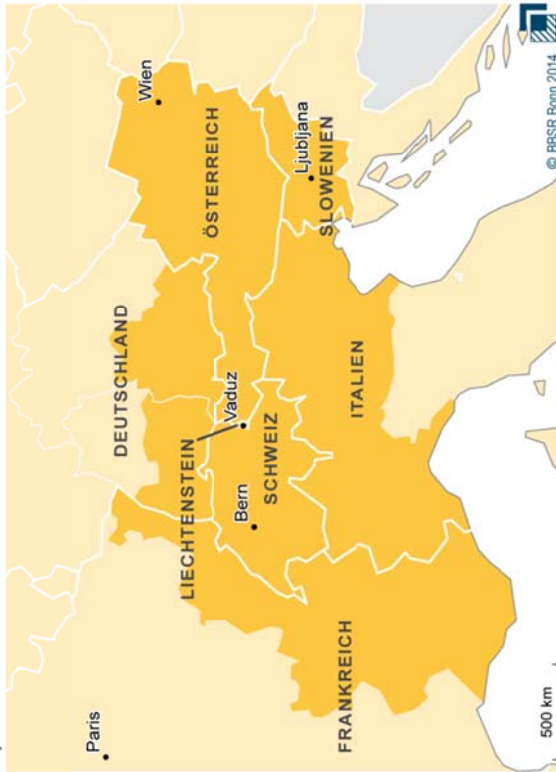 Paris
DEUTSCHLAND
Wien
LIECHTENSTEIN
Vaduz
ÖSTERREICH
Bern
SCHWEIZ
Ljubljana
SLOWENIEN
FRANKREICH
ITALIEN
500 km
© BBSR Bonn 2014